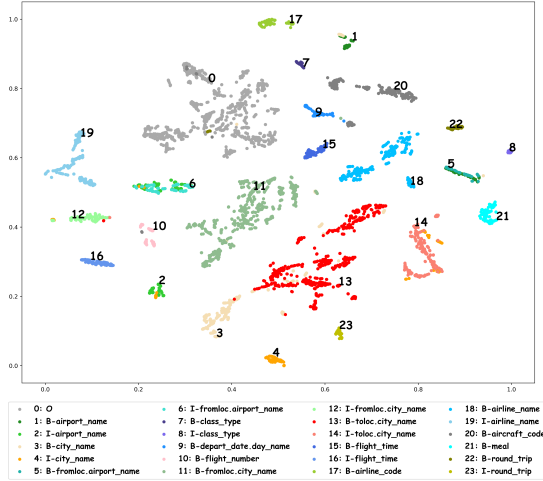 1.0
0.8
0.6
0.4
0.2
0.0
0.0 0.2 0.4 0.6 0.8 1.0
17
1
7
0
20
9
22
19
15
8
5
18
6
11
21
12
10
14
16
2
13
3
23
4
0: O
1: B-airport_name
2: I-airport_name
3: B-city_name
4: I-city_name
5: B-fromloc.airport_name
6: I-fromloc.airport_name
7: B-class_type
8: I-class_type
9: B-depart_date.day_name
10: B-flight_number
11: B-fromloc.city_name
12: I-fromloc.city_name
13: B-toloc.city_name
14: I-toloc.city_name
15: B-flight_time
16: I-flight_time
17: B-airline_code
18: B-airline_name
19: I-airline_name
20: B-aircraft_code
21: B-meal
22: B-round_trip
23: I-round_trip